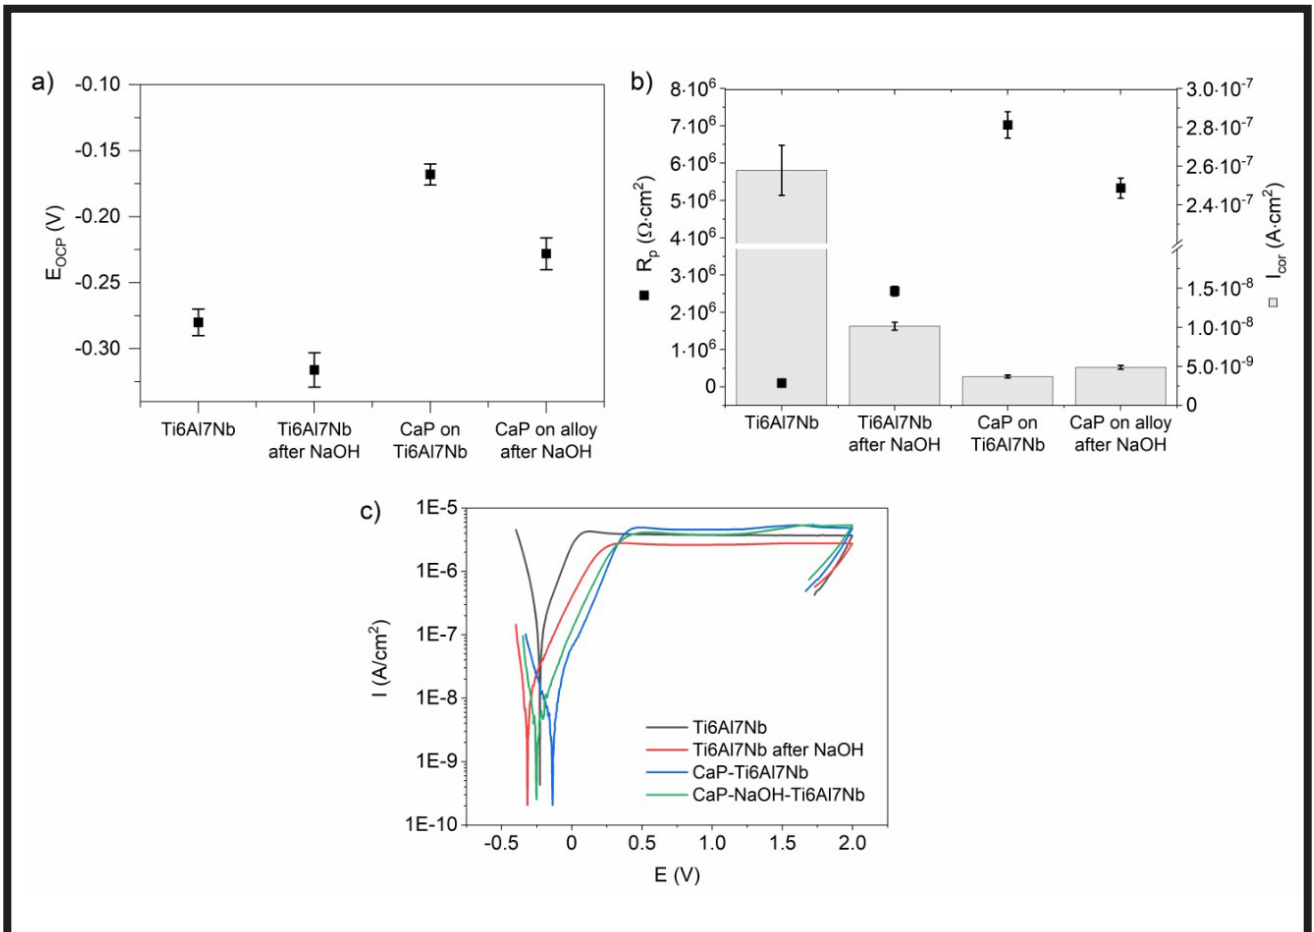 a)
-0.10
-0.15
-0.20
-0.25
-0.30
E_OCP (V)
Ti6Al7Nb
Ti6Al7Nb
after NaOH
CaP on
Ti6Al7Nb
CaP on alloy
after NaOH
b)
8·10⁶
7·10⁶
6·10⁶
5·10⁶
4·10⁶
3·10⁶
2·10⁶
1·10⁶
0
■ R_p (Ω·cm²)
3.0·10⁻⁷
2.8·10⁻⁷
2.6·10⁻⁷
2.4·10⁻⁷
1.5·10⁻⁸
1.0·10⁻⁸
5.0·10⁻⁹
0
□ I_cor (A·cm²)
Ti6Al7Nb
Ti6Al7Nb
after NaOH
CaP on
Ti6Al7Nb
CaP on alloy
after NaOH
c)
1E-5
1E-6
1E-7
1E-8
1E-9
1E-10
I (A/cm²)
Ti6Al7Nb
Ti6Al7Nb after NaOH
CaP-Ti6Al7Nb
CaP-NaOH-Ti6Al7Nb
-0.5
0
0.5
1.0
1.5
2.0
E (V)